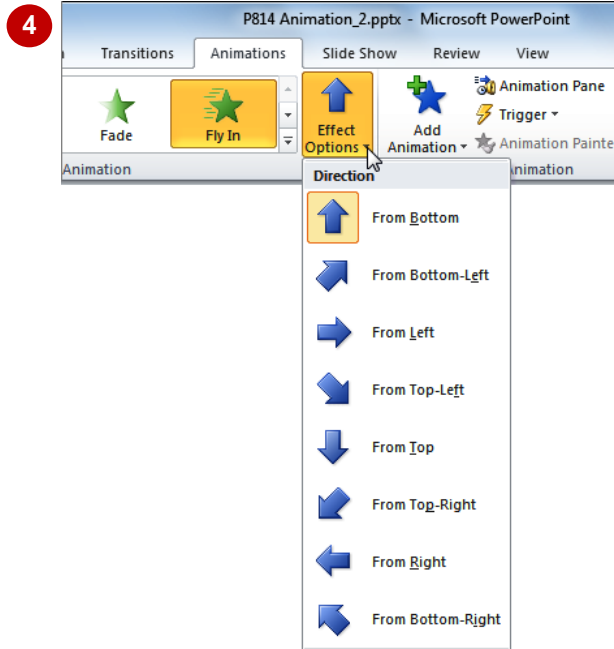 4
P814 Animation_2.pptx - Microsoft PowerPoint
Transitions Animations Slide Show Review View
Fade Fly In Effect Options Add Animation Animation Pane
Trigger
Animation Painte
Animation nimation
Direction
From Bottom
From Bottom-Left
From Left
From Top-Left
From Top
From Top-Right
From Right
From Bottom-Right